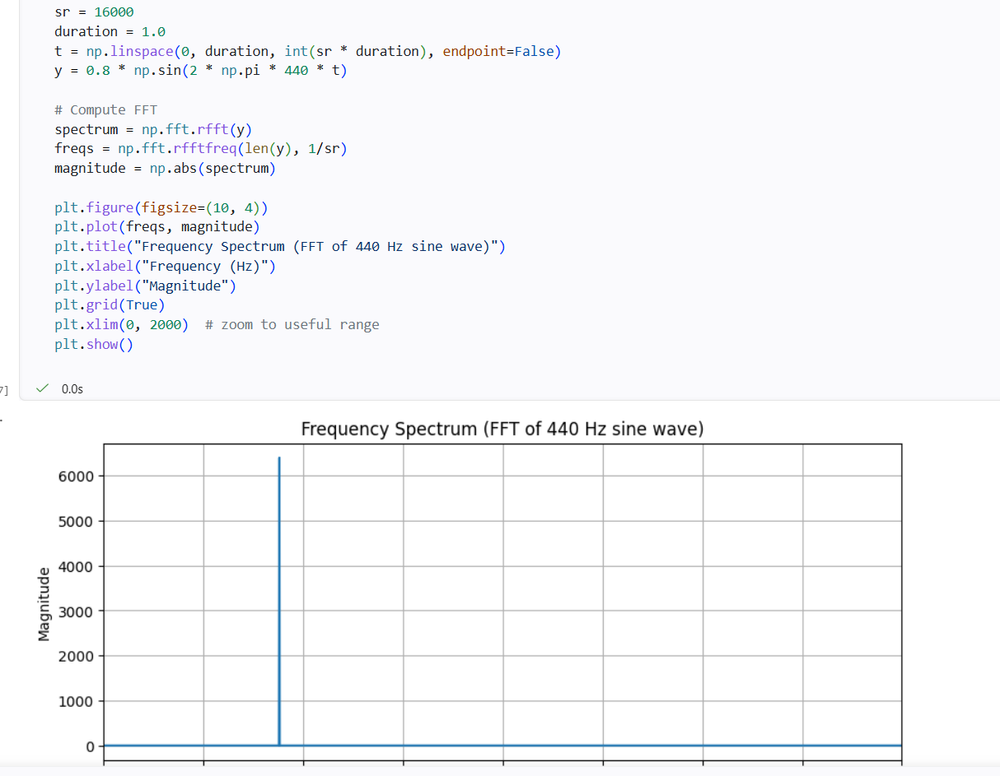 sr = 16000
duration = 1.0
t = np.linspace(0, duration, int(sr * duration), endpoint=False)
y = 0.8 * np.sin(2 * np.pi * 440 * t)
# Compute FFT
spectrum = np.fft.rfft(y)
freqs = np.fft.rfftfreq(len(y), 1/sr)
magnitude = np.abs(spectrum)
plt.figure(figsize=(10, 4))
plt.plot(freqs, magnitude)
plt.title("Frequency Spectrum (FFT of 440 Hz sine wave)")
plt.xlabel("Frequency (Hz)")
plt.ylabel("Magnitude")
plt.grid(True)
plt.xlim(0, 2000)  # zoom to useful range
plt.show()
7]
0.0s
Frequency Spectrum (FFT of 440 Hz sine wave)
6000
5000
4000
3000
2000
1000
0
Magnitude